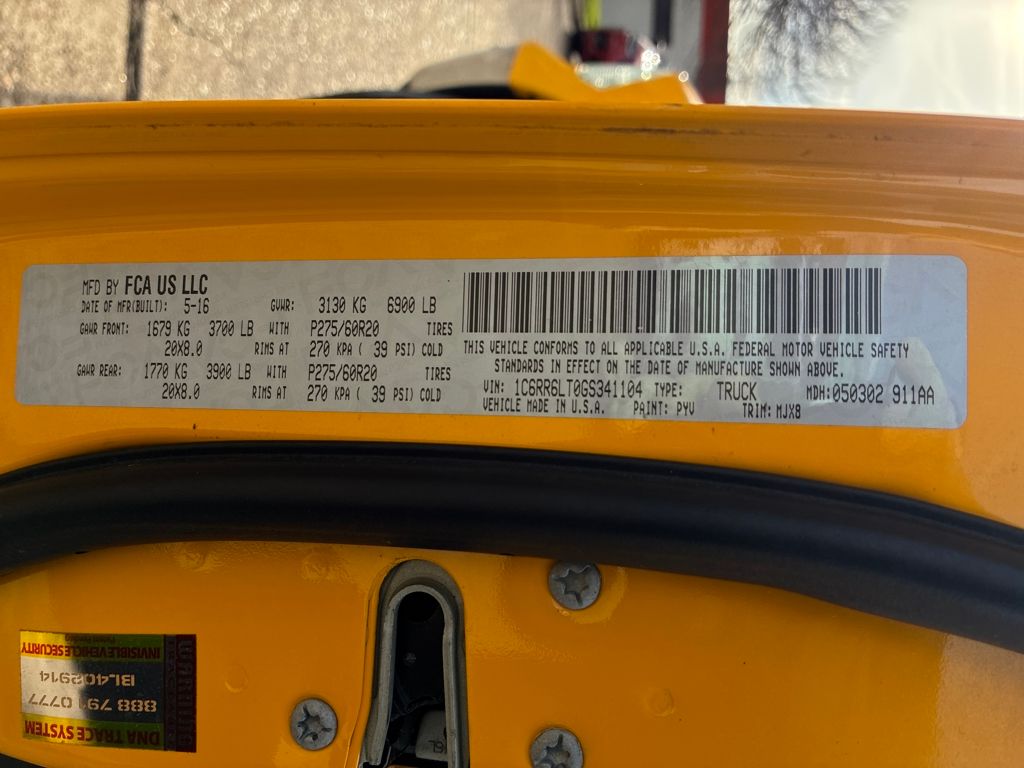 MFD BY FCA US LLC
DATE OF MFR(BUILT): 5-16 GVWR: 3130 KG 6900 LB
GAWR FRONT: 1679 KG 3700 LB WITH P275/60R20 TIRES
20X8.0 RIMS AT 270 KPA ( 39 PSI) COLD
GAWR REAR: 1770 KG 3900 LB WITH P275/60R20 TIRES
20X8.0 RIMS AT 270 KPA ( 39 PSI) COLD
THIS VEHICLE CONFORMS TO ALL APPLICABLE U.S.A. FEDERAL MOTOR VEHICLE SAFETY
STANDARDS IN EFFECT ON THE DATE OF MANUFACTURE SHOWN ABOVE.
VIN: 1C6RR6LT0GS341104 TYPE: TRUCK MDH: 050302 911AA
VEHICLE MADE IN U.S.A. PAINT: PYV TRIM: MJX8
DNA TRACE SYSTEM
888 791 0777
BL402914
INVISIBLE VEHICLE SECURITY